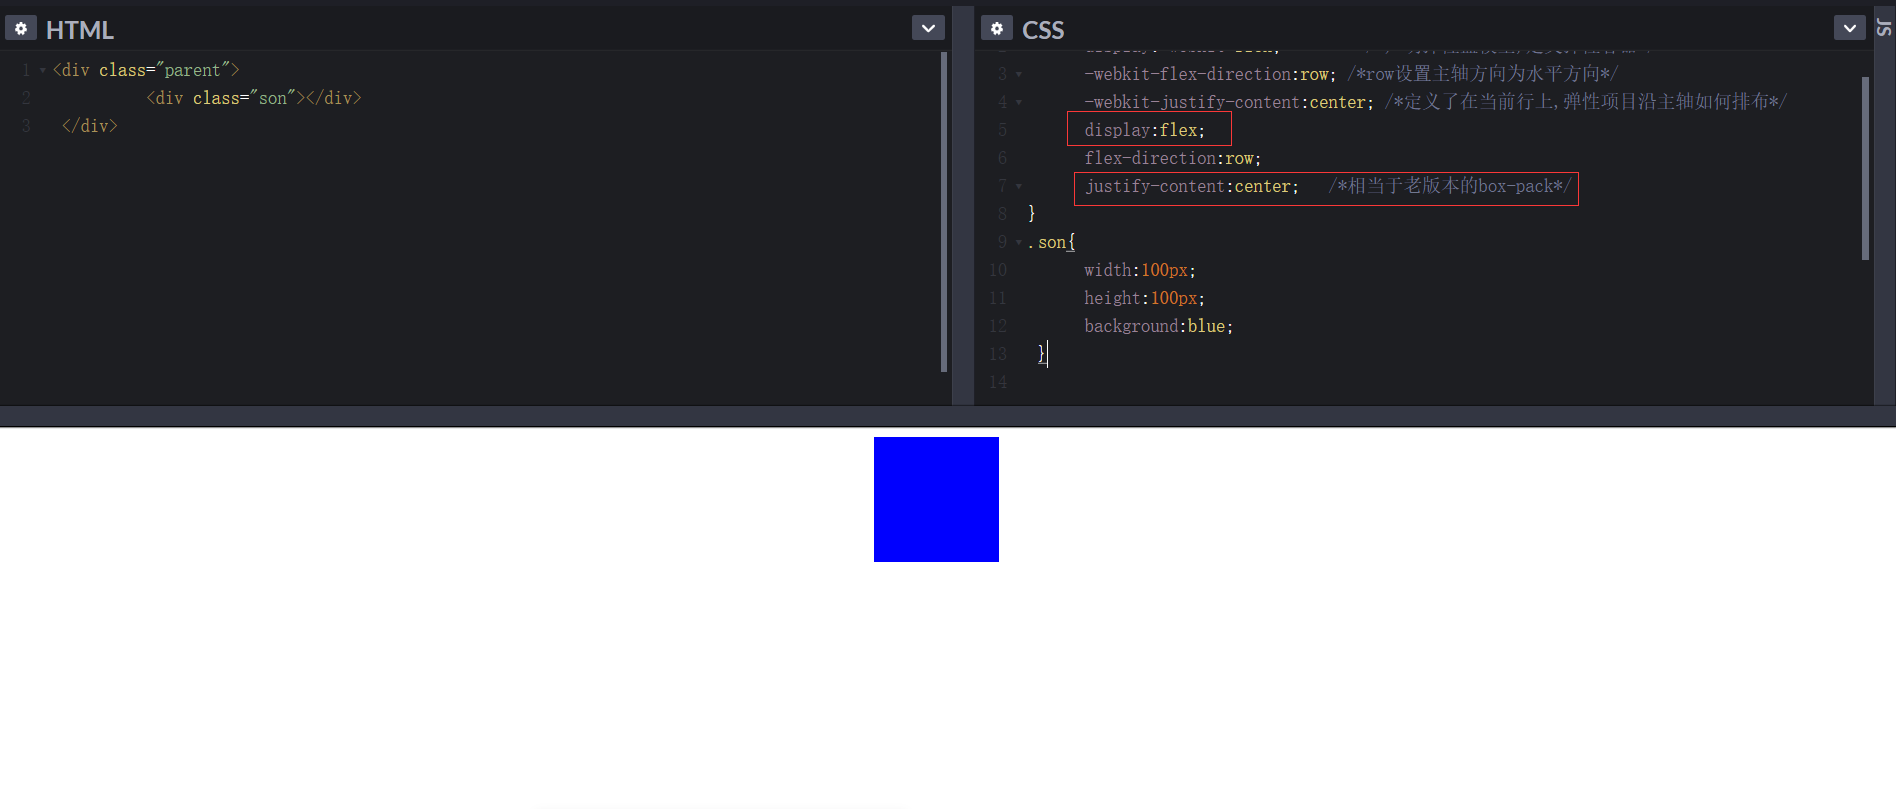 HTML
1 <div class="parent">
2 <div class="son"></div>
3 </div>
CSS
3 -webkit-flex-direction:row; /*row设置主轴方向为水平方向*/
4 -webkit-justify-content:center; /*定义了在当前行上,弹性项目沿主轴如何排布*/
5 display:flex;
6 flex-direction:row;
7 justify-content:center; /*相当于老版本的box-pack*/
8 }
9 .son{
10 width:100px;
11 height:100px;
12 background:blue;
13 }
14
JS